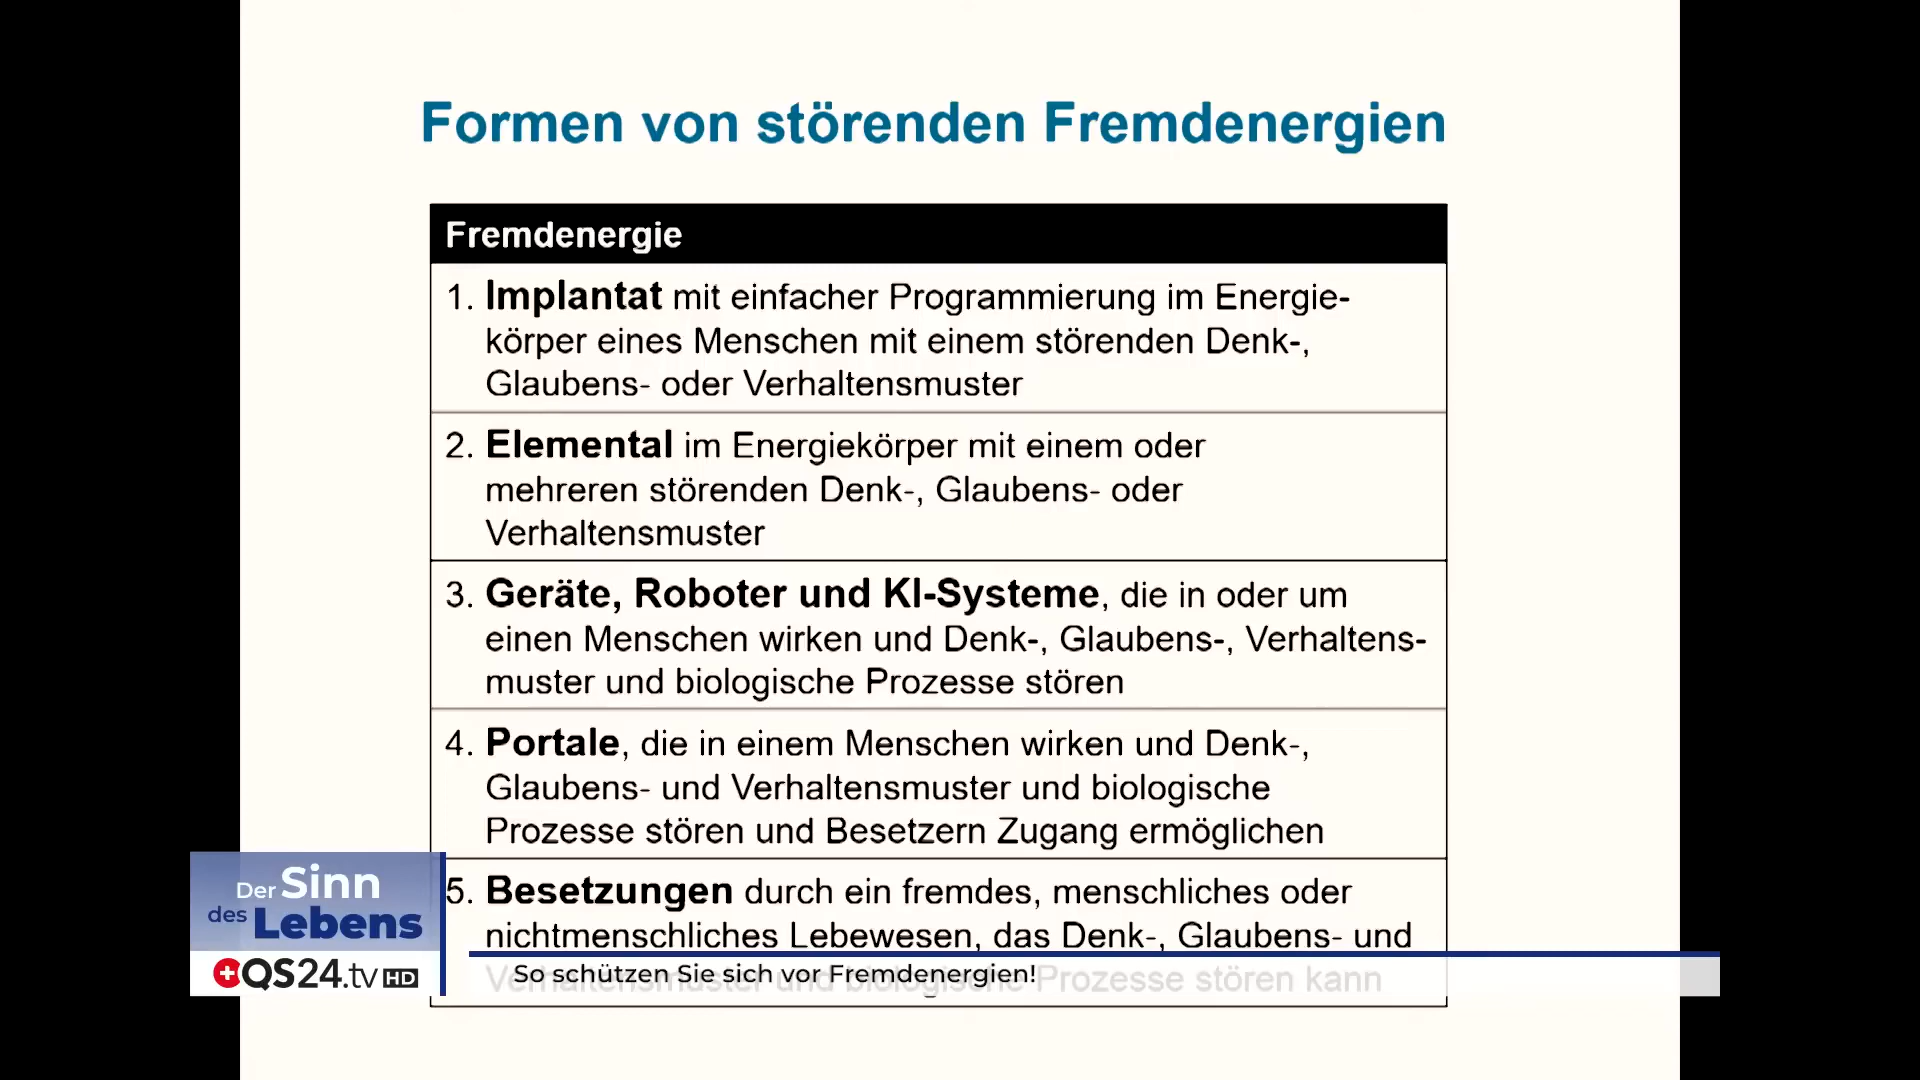 Formen von störenden Fremdenergien
Fremdenergie
1. Implantat mit einfacher Programmierung im Energie-
körper eines Menschen mit einem störenden Denk-,
Glaubens- oder Verhaltensmuster
2. Elemental im Energiekörper mit einem oder
mehreren störenden Denk-, Glaubens- oder
Verhaltensmuster
3. Geräte, Roboter und KI-Systeme, die in oder um
einen Menschen wirken und Denk-, Glaubens-, Verhaltens-
muster und biologische Prozesse stören
4. Portale, die in einem Menschen wirken und Denk-,
Glaubens- und Verhaltensmuster und biologische
Prozesse stören und Besetzern Zugang ermöglichen
5. Besetzungen durch ein fremdes, menschliches oder
nichtmenschliches Lebewesen, das Denk-, Glaubens- und
Verhaltensmuster und biologische Prozesse stören kann
Der Sinn
des Lebens
QS24.tv HD
So schützen Sie sich vor Fremdenergien!